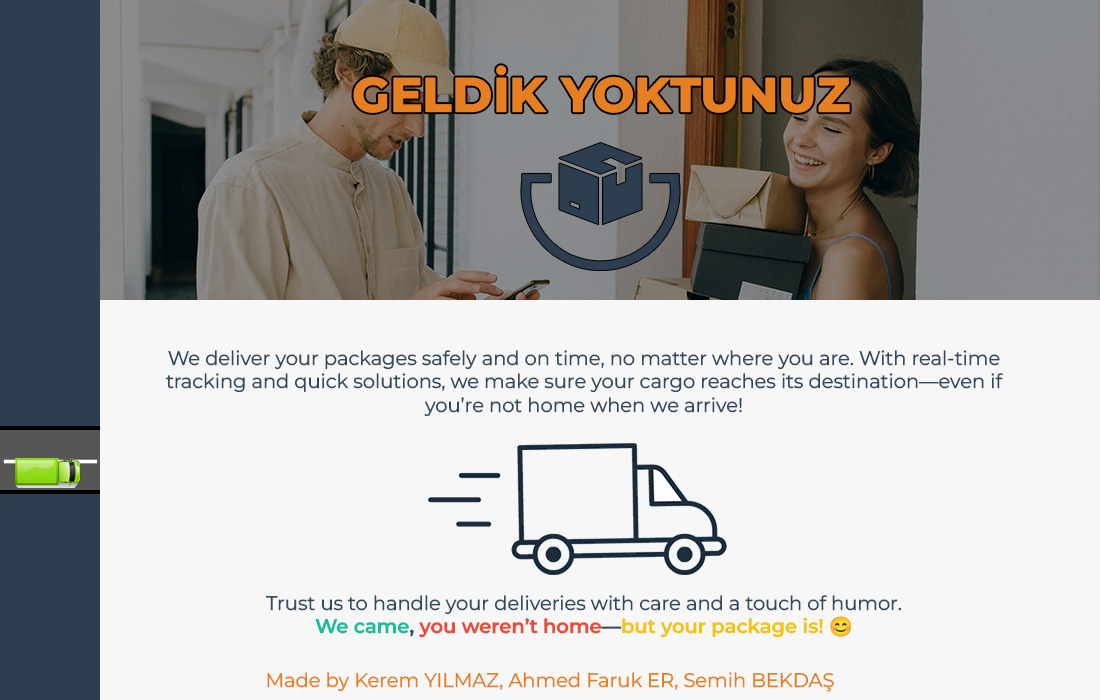 GELDİK YOKTUNUZ
We deliver your packages safely and on time, no matter where you are. With real-time
tracking and quick solutions, we make sure your cargo reaches its destination—even if
you’re not home when we arrive!
Trust us to handle your deliveries with care and a touch of humor.
We came, you weren’t home—but your package is! 😊
Made by Kerem YILMAZ, Ahmed Faruk ER, Semih BEKDAŞ